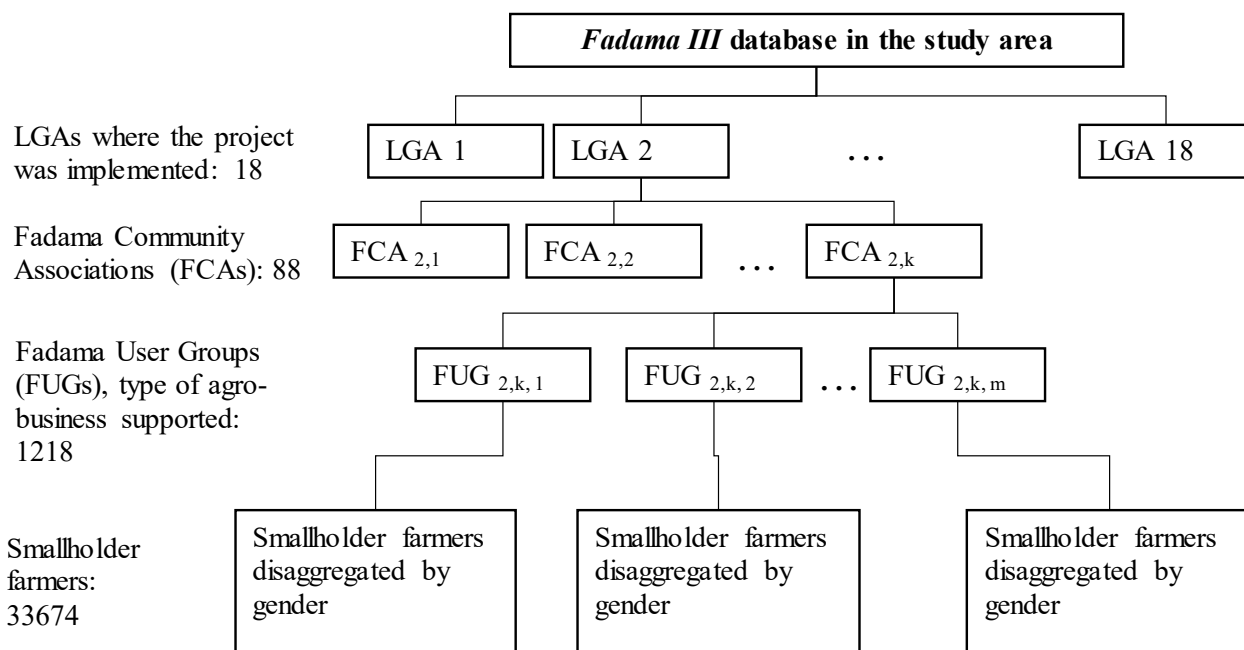 Fadama III database in the study area
LGAs where the project
was implemented: 18
LGA 1
LGA 2
...
LGA 18
Fadama Community
Associations (FCAs): 88
FCA 2,1
FCA 2,2
...
FCA 2,k
Fadama User Groups
(FUGs), type of agro-
business supported:
1218
FUG 2,k, 1
FUG 2,k, 2
...
FUG 2,k, m
Smallholder
farmers:
33674
Smallholder farmers
disaggregated by
gender
Smallholder farmers
disaggregated by
gender
Smallholder farmers
disaggregated by
gender